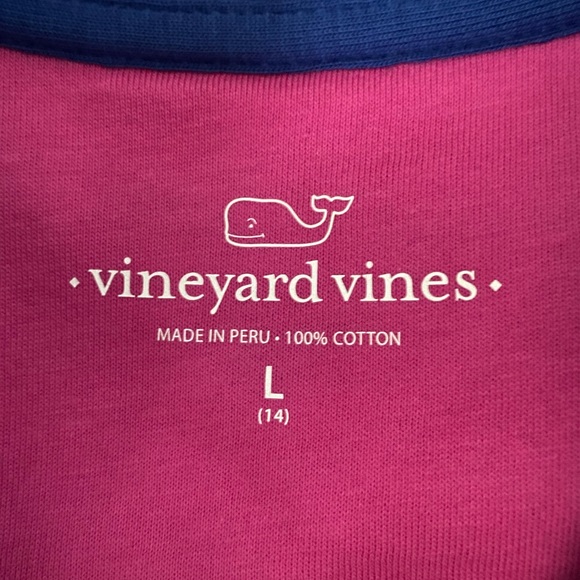 · vineyard vines ·
MADE IN PERU • 100% COTTON
L
(14)